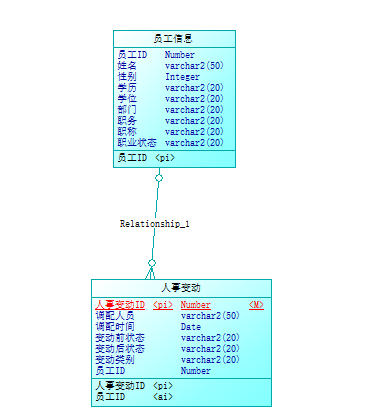 员工信息
员工ID Number
姓名 varchar2(50)
性别 Integer
学历 varchar2(20)
学位 varchar2(20)
部门 varchar2(20)
职务 varchar2(20)
职称 varchar2(20)
职业状态 varchar2(20)
员工ID <pi>
Relationship_1
人事变动
人事变动ID <pi> Number <M>
调配人员 varchar2(50)
调配时间 Date
变动前状态 varchar2(20)
变动后状态 varchar2(20)
变动类别 varchar2(20)
员工ID Number
人事变动ID <pi>
员工ID <ai>